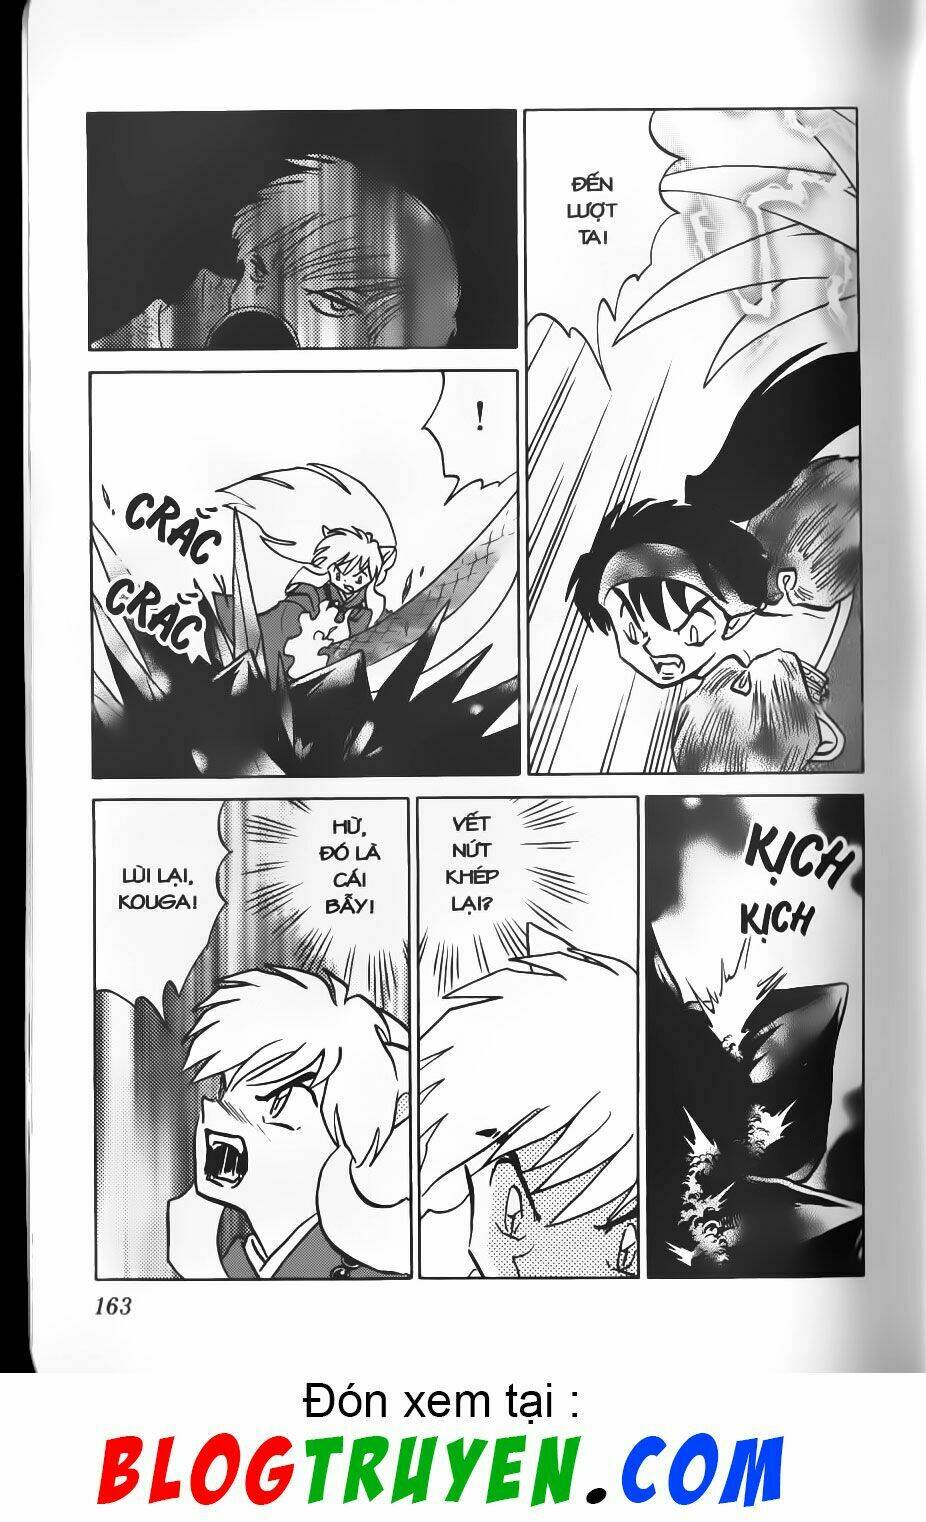 ĐẾN
LƯỢT
TA!
!
CRẮC
CRẮC
KỊCH
KỊCH
VẾT
NỨT
KHÉP
LẠI?
HỪ,
ĐÓ LÀ
CÁI
BẪY!
LÙI LẠI,
KOUGA!
163
Đón xem tại :
BLOGTRUYEN.COM